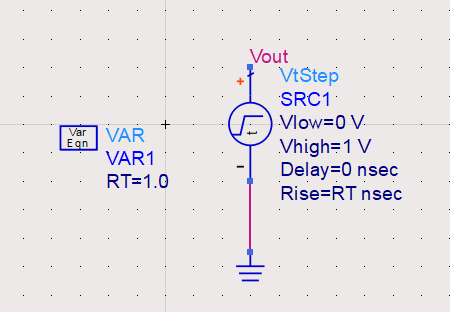 Vout
+
VtStep
SRC1
Vlow=0 V
Vhigh=1 V
Delay=0 nsec
Rise=RT nsec
t
-
Var
Eqn
VAR
VAR1
RT=1.0